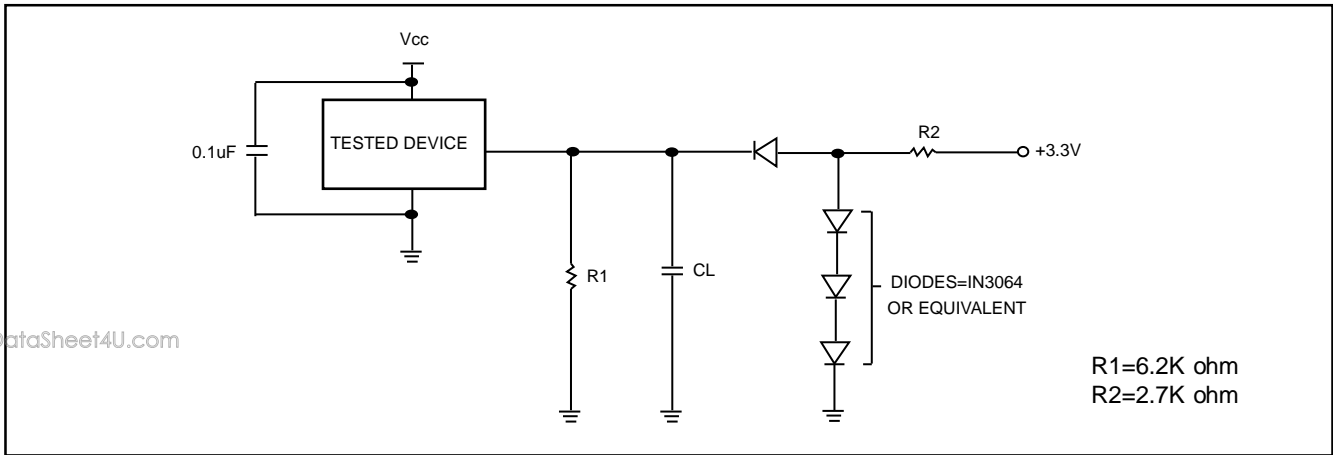 Vcc
0.1uF
TESTED DEVICE
R2
+3.3V
R1
CL
DIODES=IN3064
OR EQUIVALENT
DataSheet4U.com
R1=6.2K ohm
R2=2.7K ohm